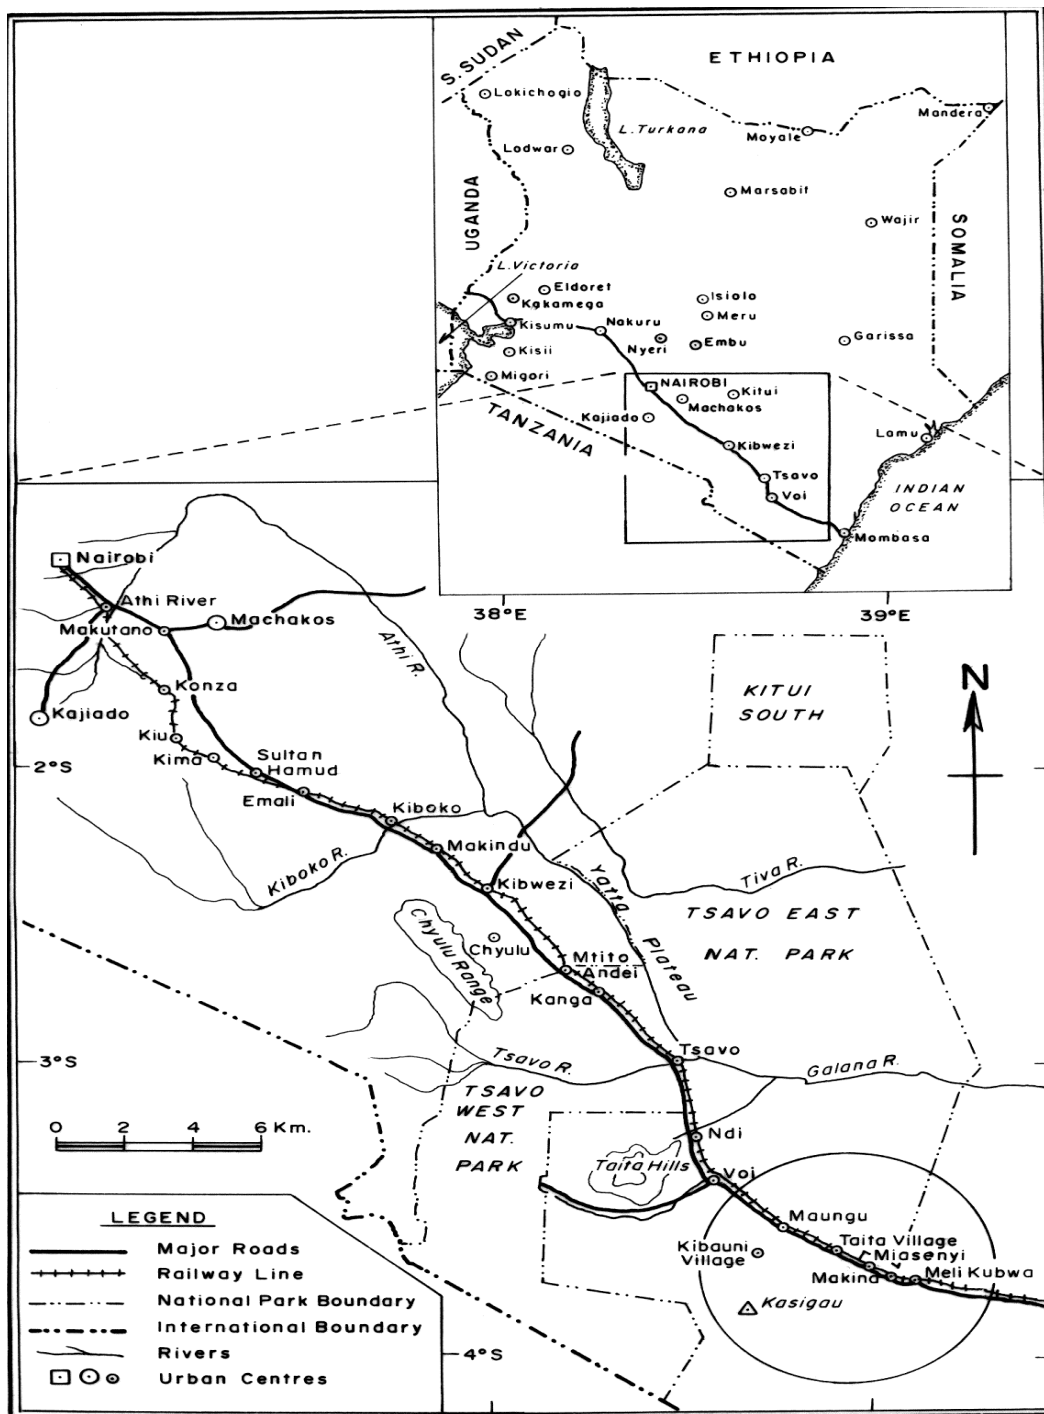 S. SUDAN
ETHIOPIA
Lokichogio
Mandera
L. Turkana
Moyale
Lodwar
Marsabit
UGANDA
Wajir
SOMALIA
L. Victoria
Eldoret
Kakamega
Isiolo
Meru
Kisumu
Nakuru
Nyeri
Embu
Garissa
Kisii
Migori
NAIROBI
Kitui
Machakos
Kajiado
TANZANIA
Lamu
Kibwezi
Tsavo
Voi
INDIAN
OCEAN
Mombasa
38°E
39°E
Nairobi
Athi River
Machakos
Makutano
Athi R.
N
KITUI
SOUTH
Konza
Kajiado
Kiu
Kima
Sultan
Hamud
2°S
Emali
Kiboko
Makindu
Kiboko R.
Kibwezi
Tiva R.
Yatta
Plateau
TSAVO EAST
NAT. PARK
Chyulu Range
Chyulu
Mtito
Andei
Kanga
Tsavo
3°S
Tsavo R.
Galana R.
TSAVO
WEST
NAT.
PARK
0 2 4 6 Km.
Ndi
Taita Hills
Voi
Maungu
Taita Village
Kibauni
Village
Miasenyi
Makina
Meli Kubwa
Kasigau
4°S
LEGEND
Major Roads
Railway Line
National Park Boundary
International Boundary
Rivers
Urban Centres